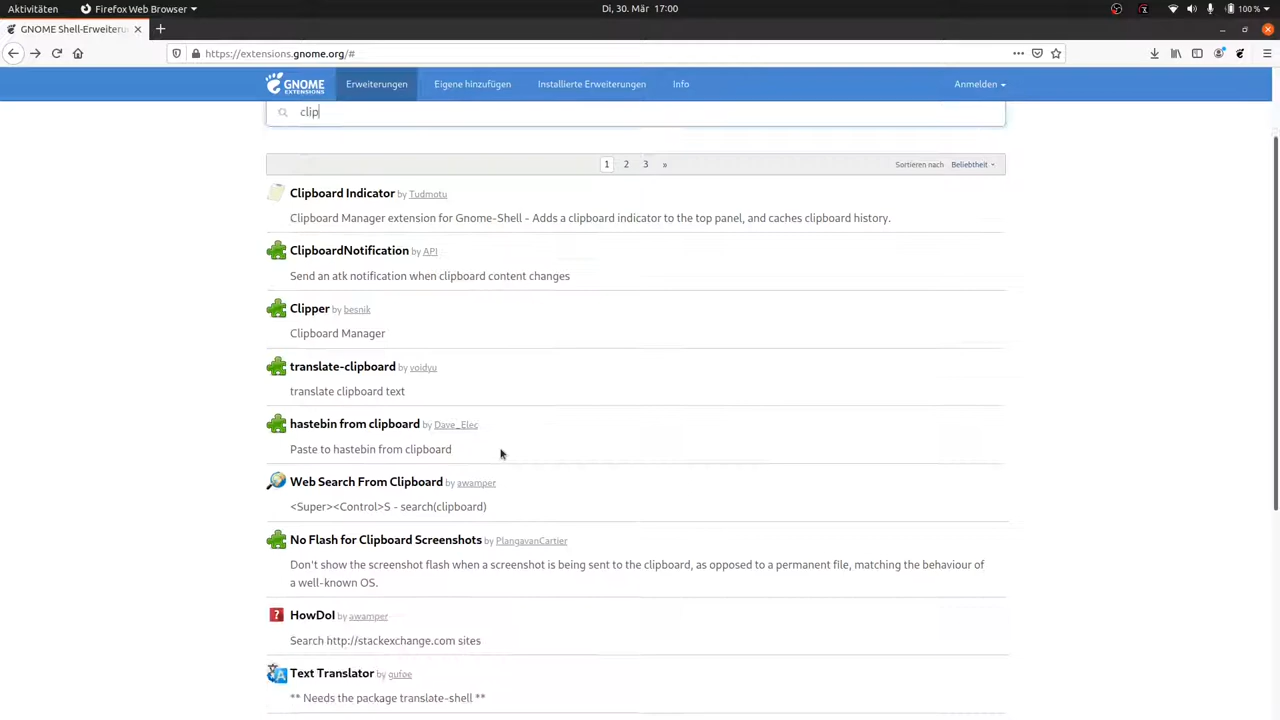 Aktivitäten
Firefox Web Browser
Di, 30. Mär 17:00
100 %
GNOME Shell-Erweiterun
https://extensions.gnome.org/#
GNOME EXTENSIONS
Erweiterungen
Eigene hinzufügen
Installierte Erweiterungen
Info
Anmelden
clip
1 2 3 »
Sortieren nach Beliebtheit
Clipboard Indicator by Tudmotu
Clipboard Manager extension for Gnome-Shell - Adds a clipboard indicator to the top panel, and caches clipboard history.
ClipboardNotification by API
Send an atk notification when clipboard content changes
Clipper by besnik
Clipboard Manager
translate-clipboard by voidyu
translate clipboard text
hastebin from clipboard by Dave_Elec
Paste to hastebin from clipboard
Web Search From Clipboard by awamper
<Super><Control>S - search(clipboard)
No Flash for Clipboard Screenshots by PlangavanCartier
Don't show the screenshot flash when a screenshot is being sent to the clipboard, as opposed to a permanent file, matching the behaviour of
a well-known OS.
HowDoI by awamper
Search http://stackexchange.com sites
Text Translator by gufoe
** Needs the package translate-shell **